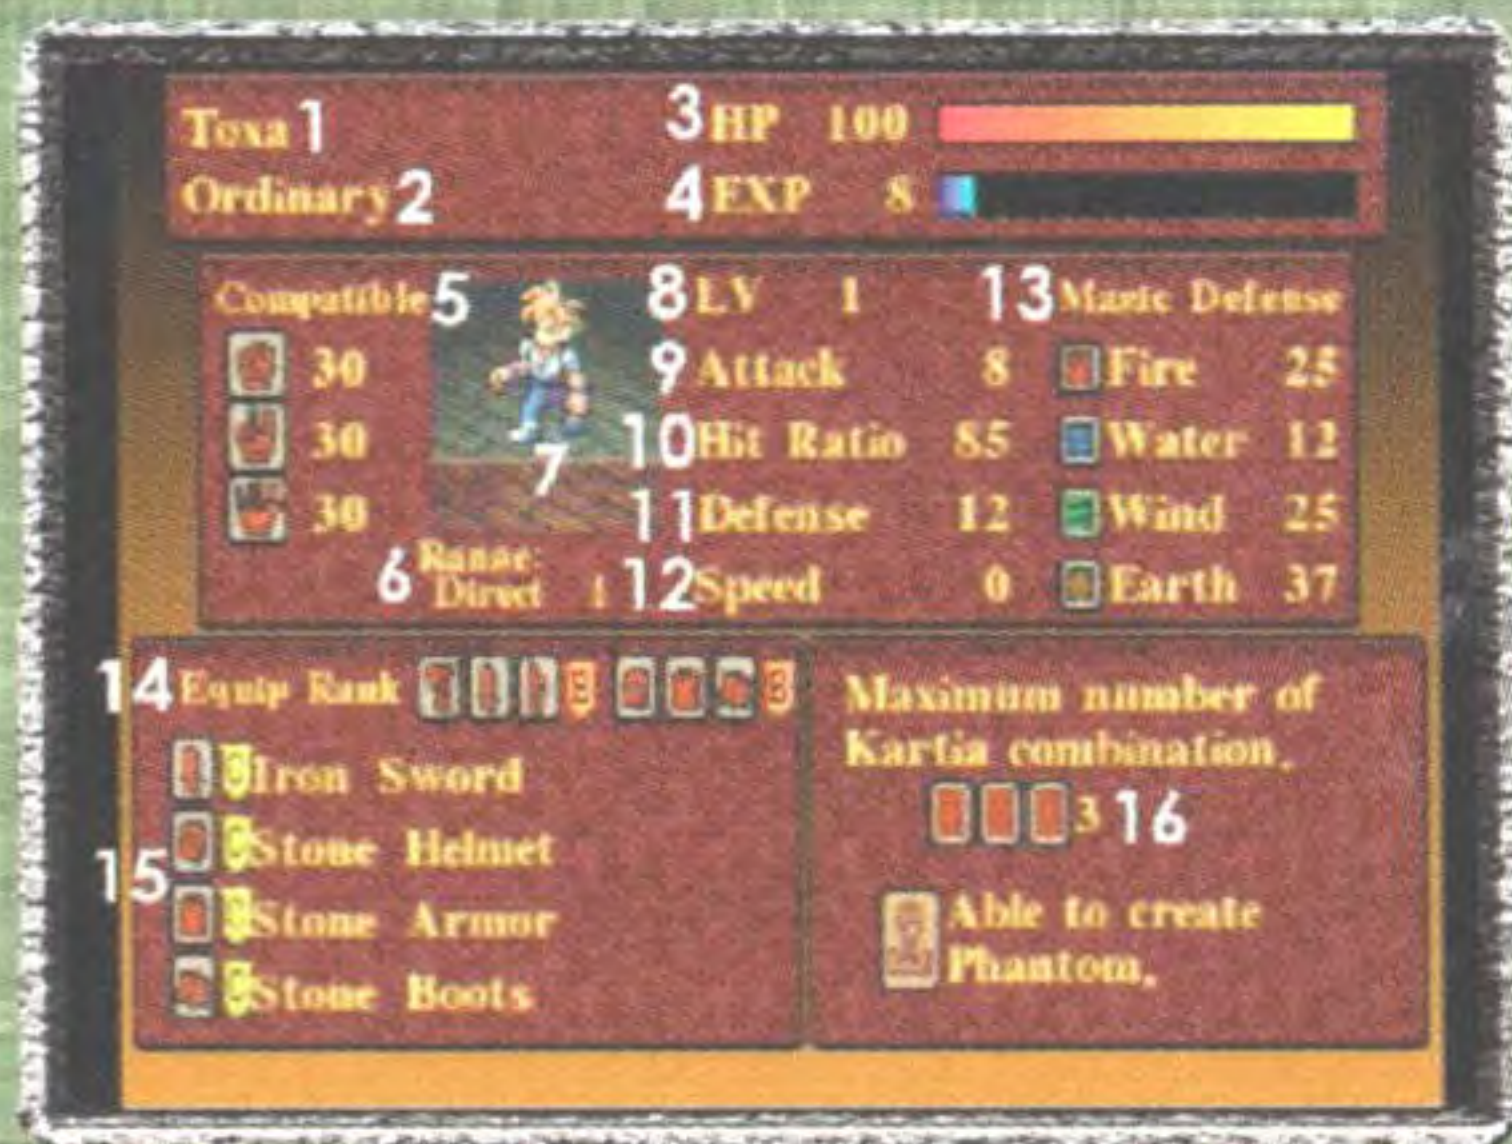 Toxa 1
3 HP 100
Ordinary 2
4 EXP 8
Compatible 5
30
30
30
7
6 Range:
Direct 1
8 LV 1
9 Attack 8
10 Hit Ratio 85
11 Defense 12
12 Speed 0
13 Magic Defense
Fire 25
Water 12
Wind 25
Earth 37
14 Equip Rank
15
Iron Sword
Stone Helmet
Stone Armor
Stone Boots
Maximum number of
Kartia combination.
3 16
Able to create
Phantom.